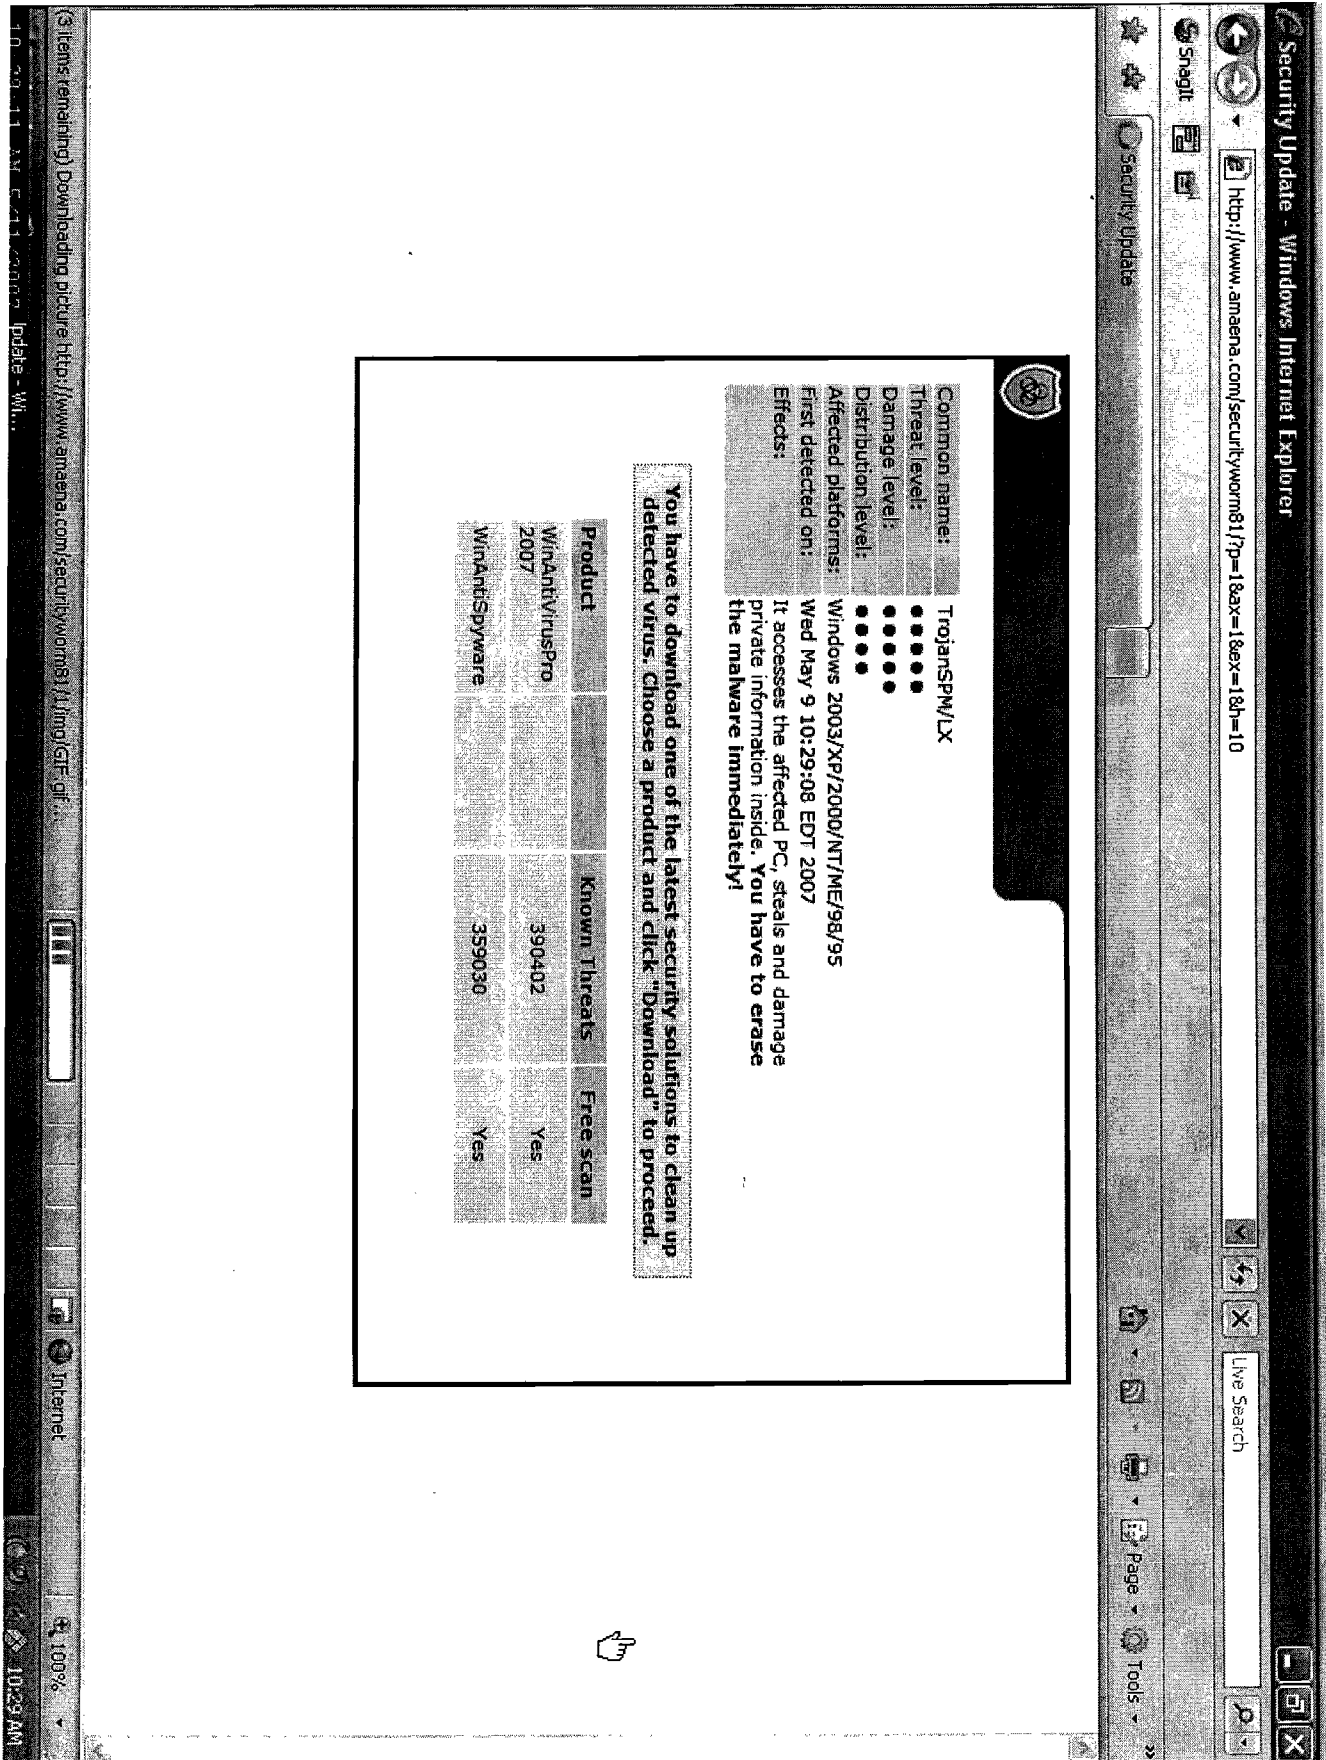 Security Update - Windows Internet Explorer
http://www.amaena.com/securityworm81/?p=1&ax=1&ex=1&h=10
Live Search
SnagIt
Security Update
Page
Tools
Common name: TrojanSPM/LX
Threat level:
Damage level:
Distribution level:
Affected platforms: Windows 2003/XP/2000/NT/ME/98/95
First detected on: Wed May 9 10:29:08 EDT 2007
Effects: It accesses the affected PC, steals and damage
private information inside. You have to erase
the malware immediately!
You have to download one of the latest security solutions to clean up
detected virus. Choose a product and click "Download" to proceed.
Product Known Threats Free scan
WinAntiVirusPro 390402 Yes
2007
WinAntiSpyware 359030 Yes
(3 items remaining) Downloading picture http://www.amaena.com/securityworm81/1/img/GIF.gif...
Internet
100%
Update - Wi...
10:29 AM